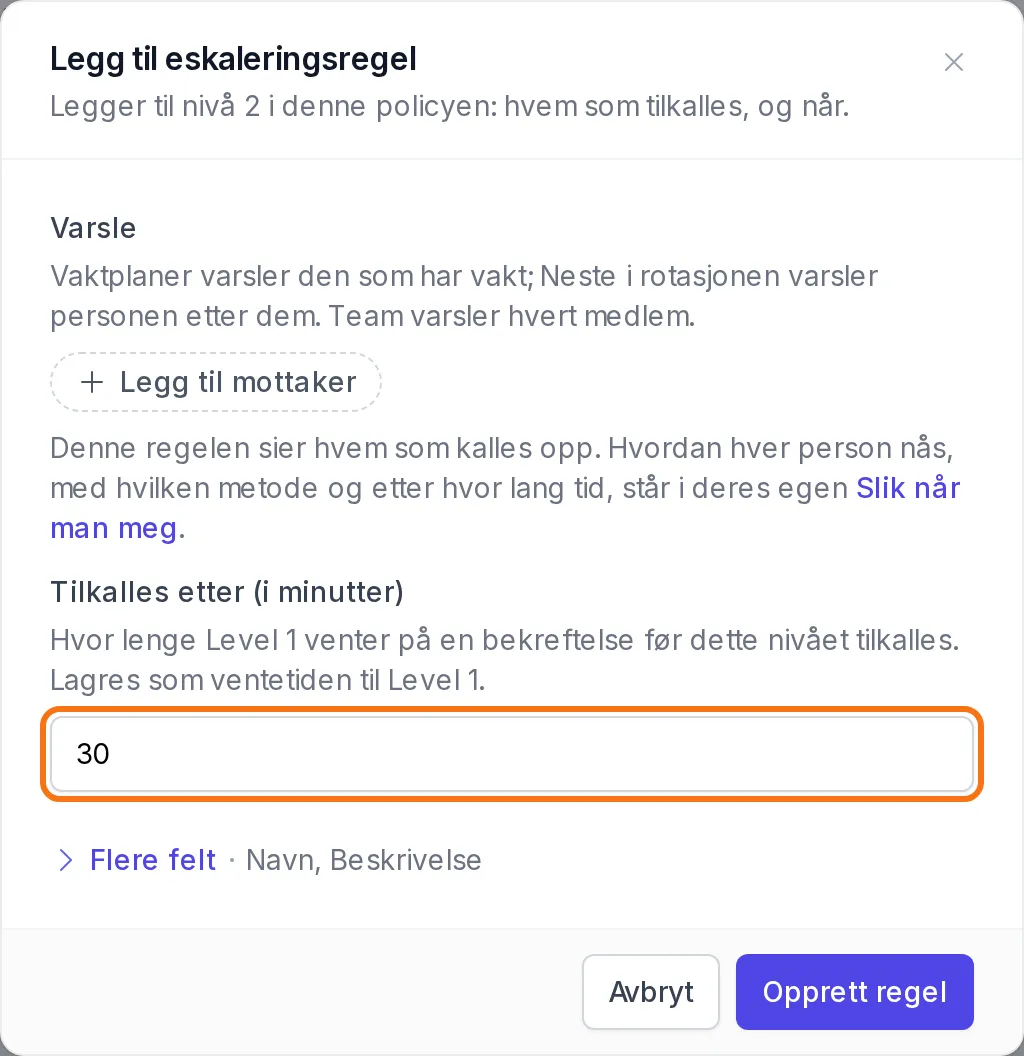 Legg til eskaleringsregel
Legger til nivå 2 i denne policyen: hvem som tilkalles, og når.
Varsle
Vaktplaner varsler den som har vakt; Neste i rotasjonen varsler
personen etter dem. Team varsler hvert medlem.
Legg til mottaker
Denne regelen sier hvem som kalles opp. Hvordan hver person nås,
med hvilken metode og etter hvor lang tid, står i deres egen Slik når
man meg.
Tilkalles etter (i minutter)
Hvor lenge Level 1 venter på en bekreftelse før dette nivået tilkalles.
Lagres som ventetiden til Level 1.
30
Flere felt · Navn, Beskrivelse
Avbryt
Opprett regel